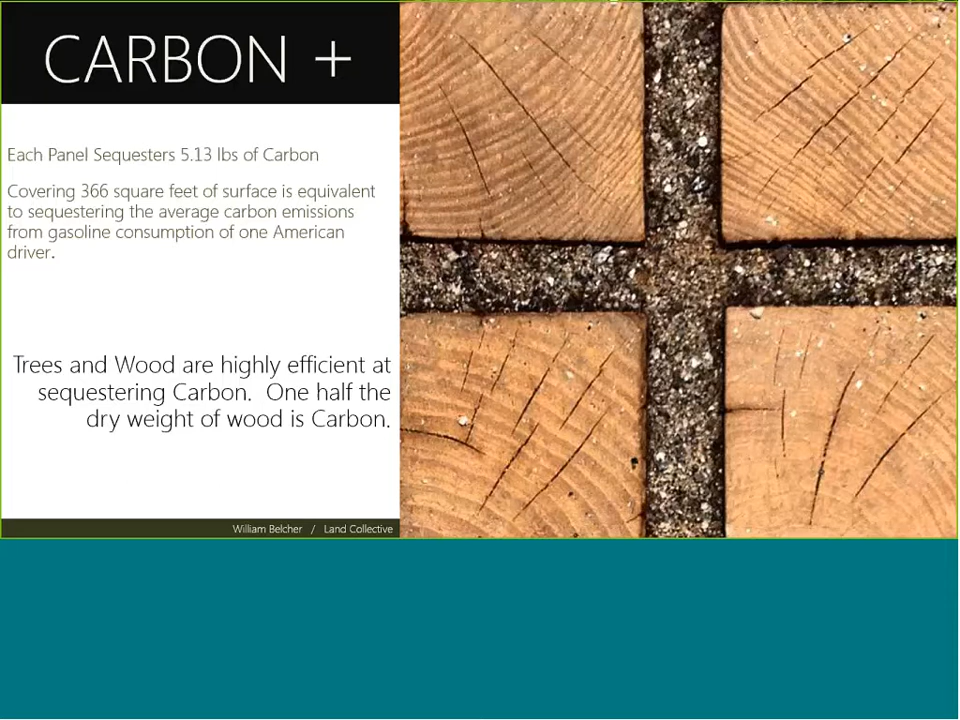 CARBON +
Each Panel Sequesters 5.13 lbs of Carbon
Covering 366 square feet of surface is equivalent
to sequestering the average carbon emissions
from gasoline consumption of one American
driver.
Trees and Wood are highly efficient at
sequestering Carbon.  One half the
dry weight of wood is Carbon.
William Belcher / Land Collective